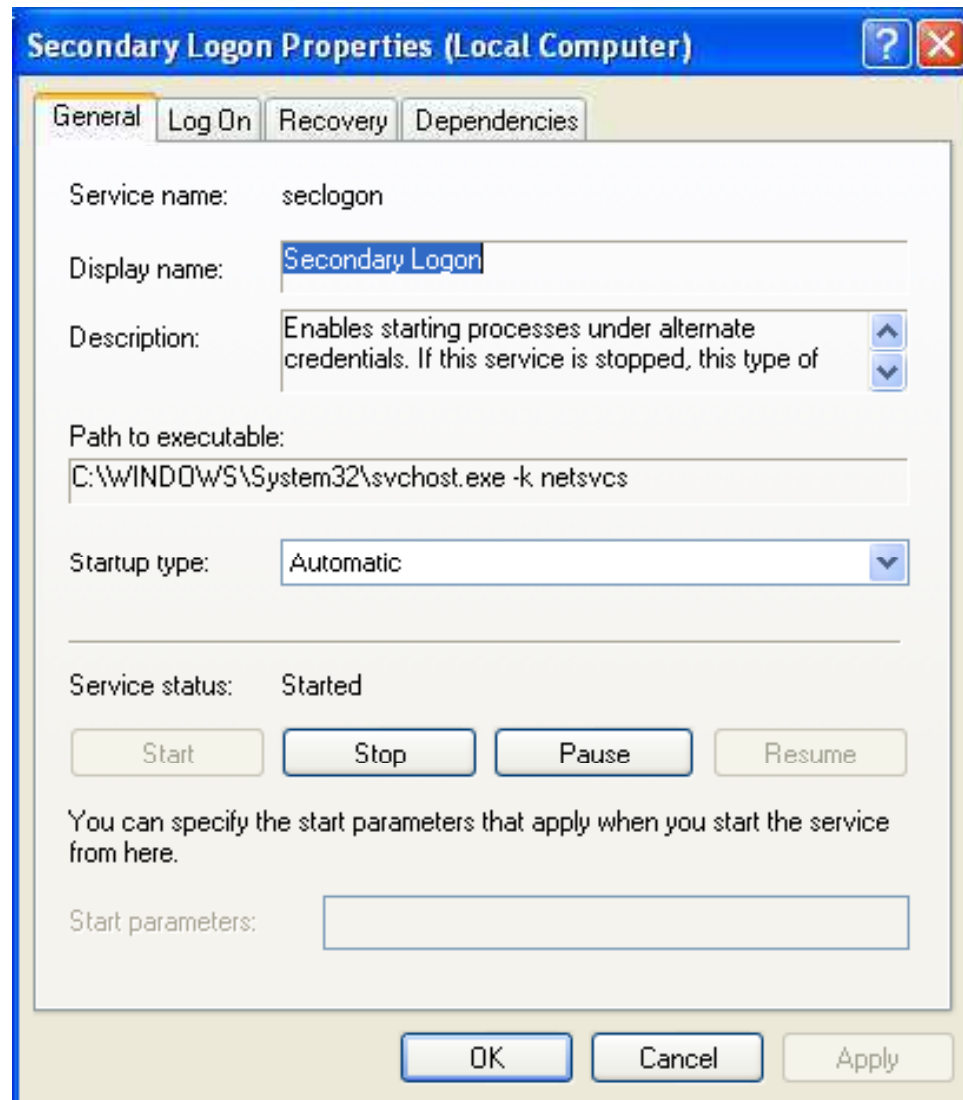 Secondary Logon Properties (Local Computer)
General Log On Recovery Dependencies
Service name: seclogon
Display name: Secondary Logon
Description: Enables starting processes under alternate
credentials. If this service is stopped, this type of
Path to executable:
C:\WINDOWS\System32\svchost.exe -k netsvcs
Startup type: Automatic
Service status: Started
Start Stop Pause Resume
You can specify the start parameters that apply when you start the service
from here.
Start parameters:
OK Cancel Apply